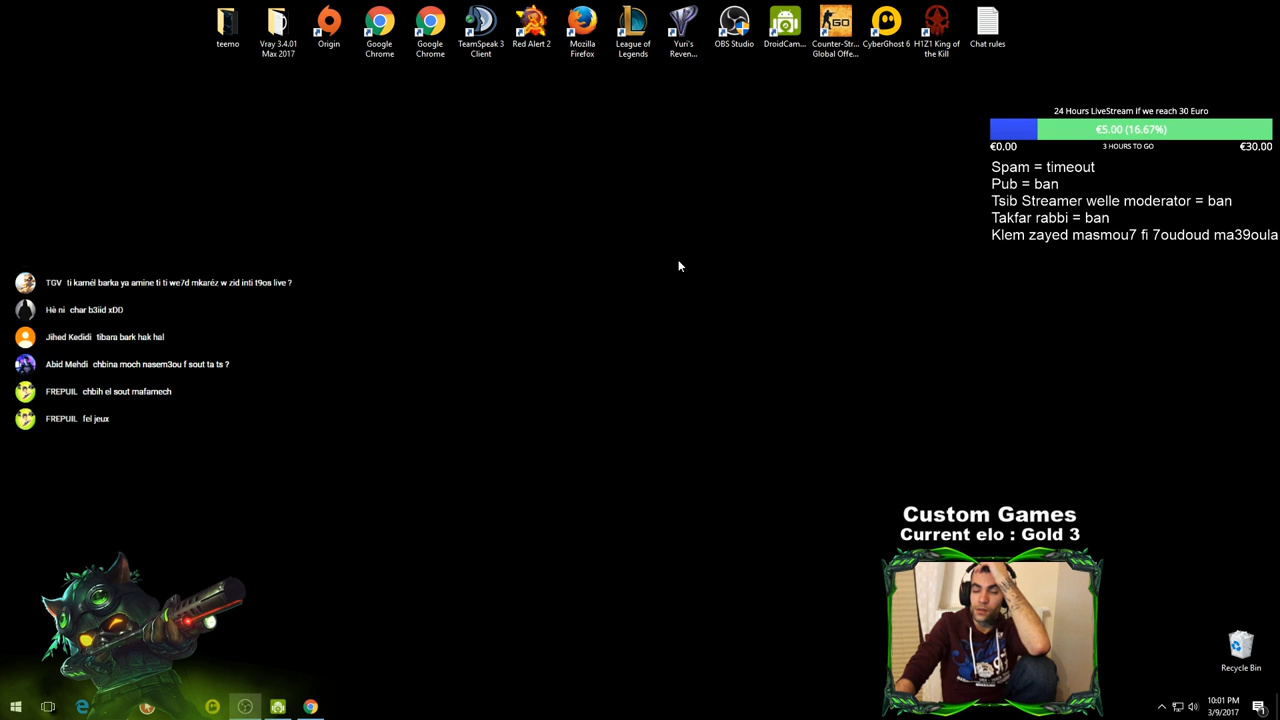 teemo
Vray 3.4.01
Max 2017
Origin
Google
Chrome
Google
Chrome
TeamSpeak 3
Client
Red Alert 2
Mozilla
Firefox
League of
Legends
Yuri's
Reven...
OBS Studio
DroidCam...
Counter-Str...
Global Offe...
CyberGhost 6
H1Z1 King of
the Kill
Chat rules
24 Hours LiveStream if we reach 30 Euro
€5.00 (16.67%)
€0.00 3 HOURS TO GO €30.00
Spam = timeout
Pub = ban
Tsib Streamer welle moderator = ban
Takfar rabbi = ban
Klem zayed masmou7 fi 7oudoud ma39oula
TGV ti kamél barka ya amine ti ti we7d mkaréz w zid inti t9os live ?
Hè ni char b3iid xDD
Jihed Kedidi tibara bark hak hal
Abid Mehdi chbina moch nasem3ou f sout ta ts ?
FREPUIL chbih el sout mafamech
FREPUIL fel jeux
Custom Games
Current elo : Gold 3
Recycle Bin
10:01 PM
3/9/2017